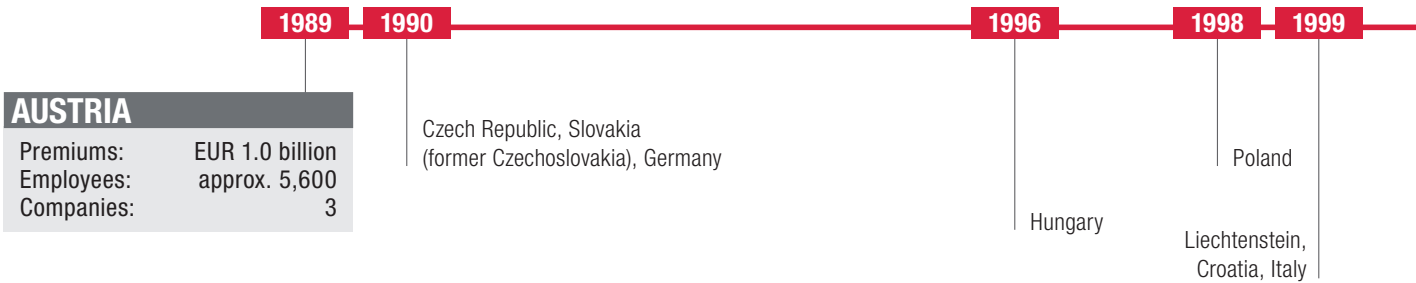 1989 1990 1996 1998 1999
AUSTRIA
Premiums: EUR 1.0 billion
Employees: approx. 5,600
Companies: 3
Czech Republic, Slovakia
(former Czechoslovakia), Germany
Hungary
Poland
Liechtenstein,
Croatia, Italy